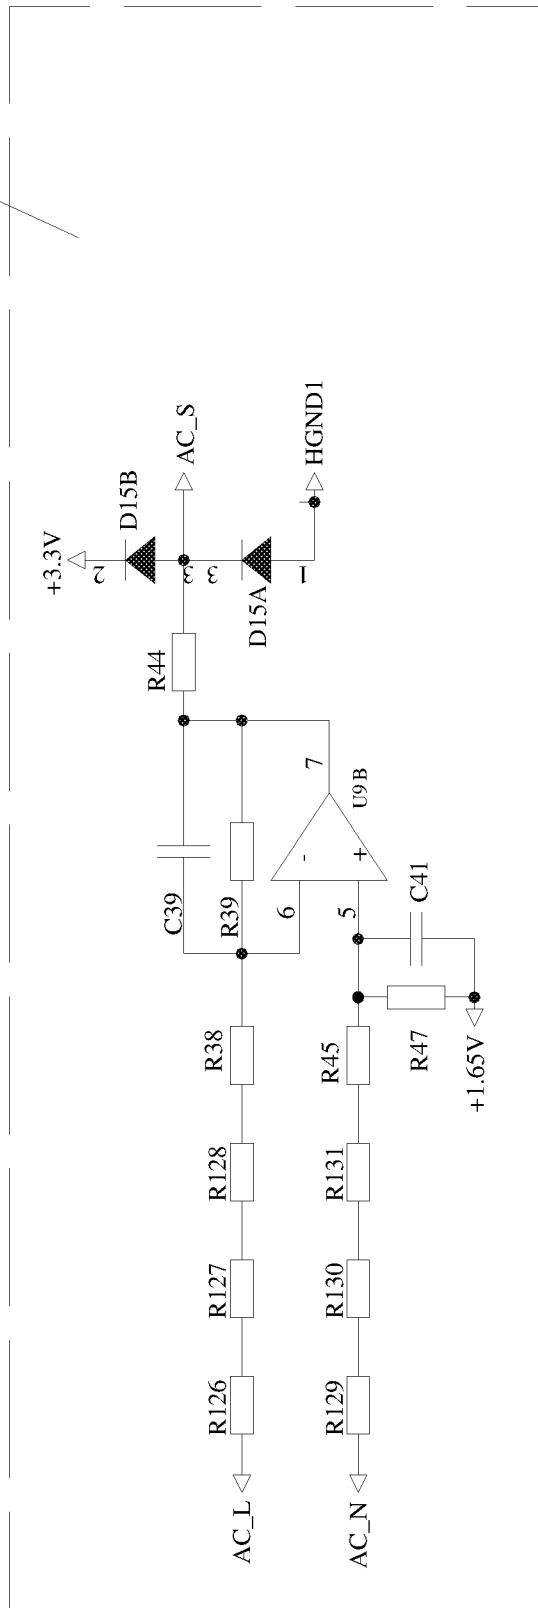 +3.3V
2
D15B
3
AC_S
3
D15A
1
HGND1
R44
C39
R39
7
U9B
-
+
6
5
C41
R38
R45
R47
+1.65V
R128
R131
R127
R130
R126
R129
AC_L
AC_N